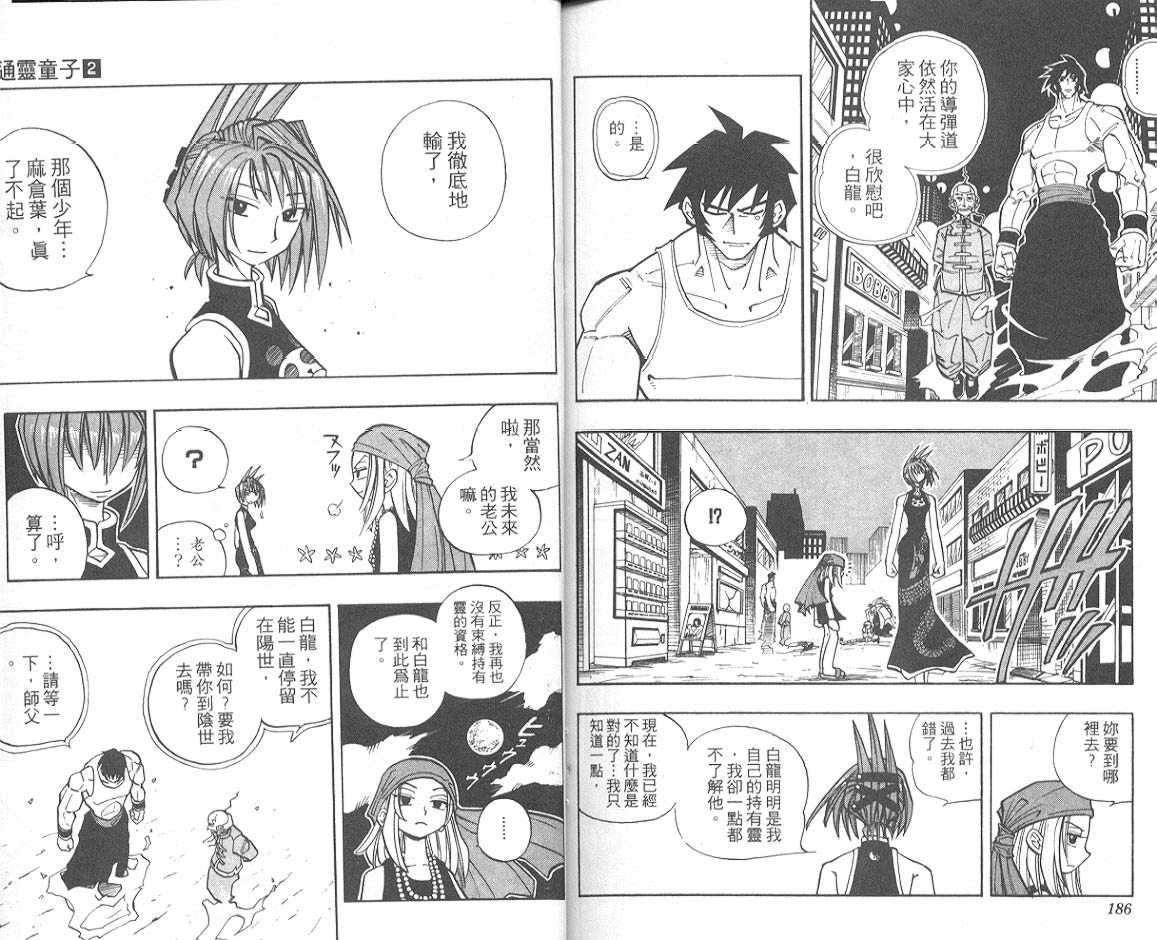 ……
你的導彈道
依然活在大
家心中，
很欣慰吧
，白龍。
BOBBY
…是
的。
ZAN
ボビー
PO
!?
妳要到哪
裡去？
…也許，
過去我都
錯了。
白龍明明是我
自己的持有靈
，我卻一點都
不了解他。
現在，我已經
不知道什麼是
對的了…我只
知道一點，
186
通靈童子2
我徹底地
輸了，
那個少年…
麻倉葉，真
了不起。
那當然
啦，
我未來
的老公
嘛。
?
老公
…？
…呼，
算了。
反正，我再也
沒有束縛持有
靈的資格。
和白龍也
到此為止
了。
……
白龍，我不
能一直停留
在陽世，
如何？要我
帶你到陰世
去嗎？
…請等一
下，師父
。